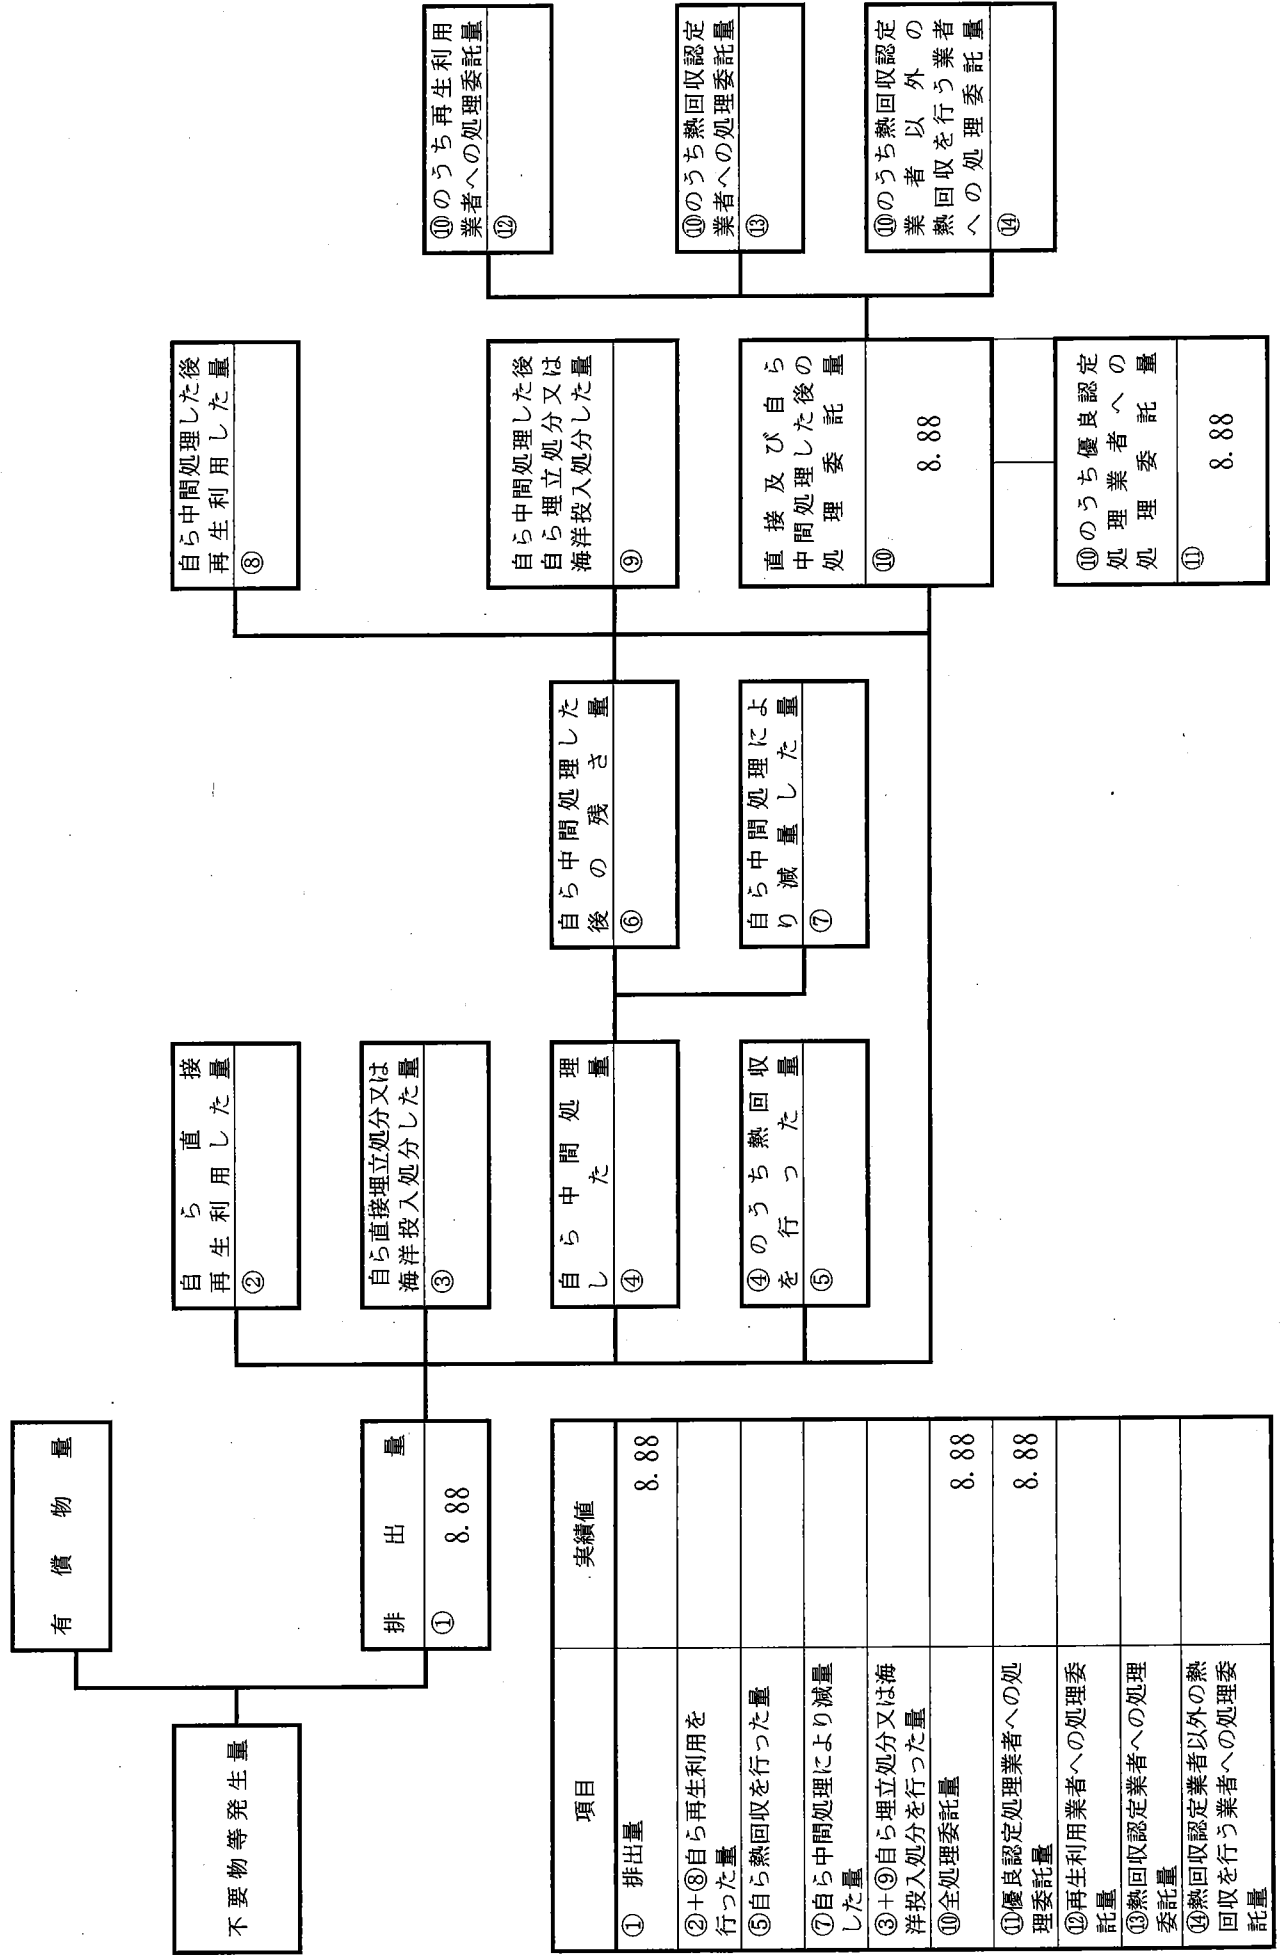 有償物量
不要物等発生量
排出量
① 8.88
自ら直接
再生利用した量
②
自ら直接埋立処分又は
海洋投入処分した量
③
自ら中間処理
した量
④
④のうち熱回収
を行った量
⑤
自ら中間処理した
後の残さ量
⑥
自ら中間処理によ
り減量した量
⑦
自ら中間処理した後
再生利用した量
⑧
自ら中間処理した後
自ら埋立処分又は
海洋投入処分した量
⑨
直接及び自ら
中間処理した後の
処理委託量
⑩ 8.88
⑩のうち優良認定
処理業者への
処理委託量
⑪ 8.88
⑩のうち再生利用
業者への処理委託量
⑫
⑩のうち熱回収認定
業者への処理委託量
⑬
⑩のうち熱回収認定
業者以外の
熱回収を行う業者
への処理委託量
⑭
項目 実績値
① 排出量 8.88
②+⑧自ら再生利用を
行った量
⑤自ら熱回収を行った量
⑦自ら中間処理により減量
した量
③+⑨自ら埋立処分又は海
洋投入処分を行った量
⑩全処理委託量 8.88
⑪優良認定処理業者への処
理委託量 8.88
⑫再生利用業者への処理委
託量
⑬熱回収認定業者への処理
委託量
⑭熱回収認定業者以外の熱
回収を行う業者への処理委
託量